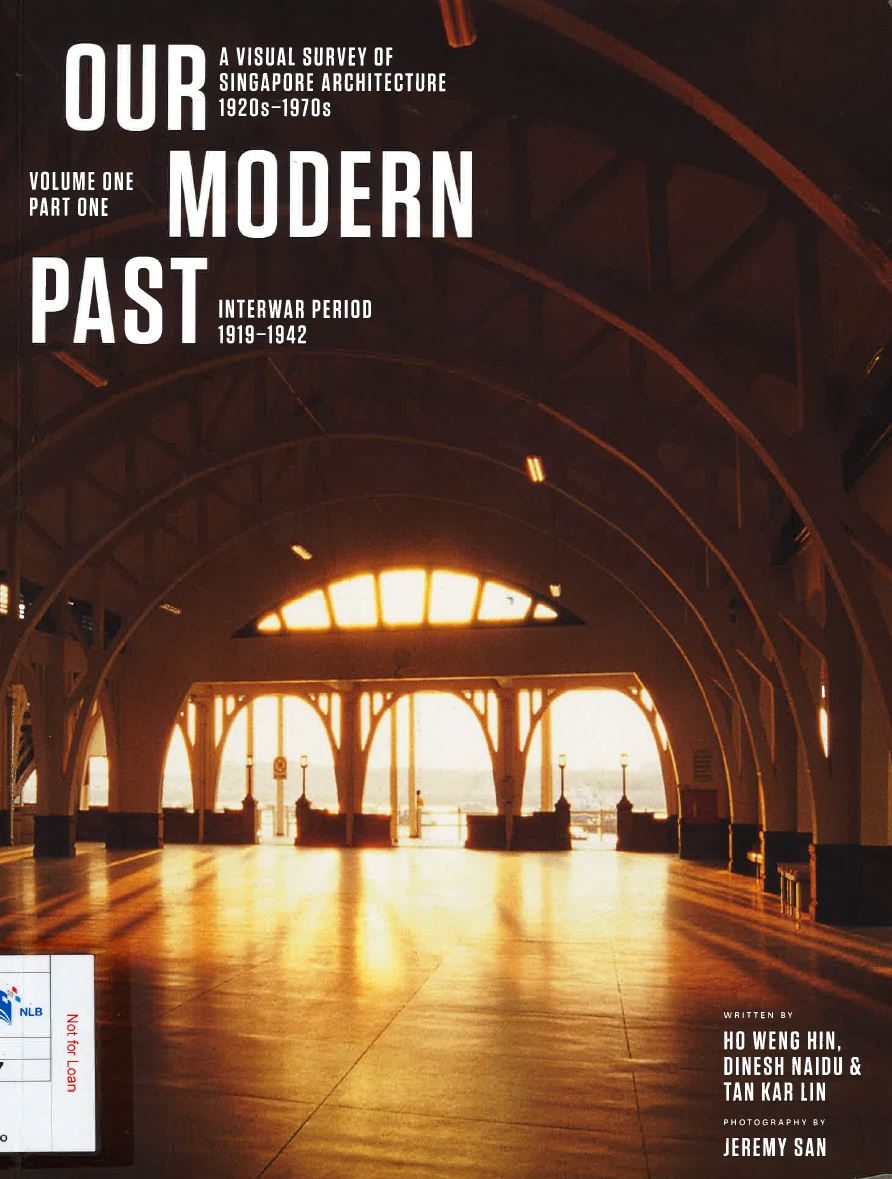 OUR
A VISUAL SURVEY OF
SINGAPORE ARCHITECTURE
1920s–1970s
VOLUME ONE
PART ONE
MODERN
PAST
INTERWAR PERIOD
1919–1942
NLB
Not for Loan
WRITTEN BY
HO WENG HIN,
DINESH NAIDU &
TAN KAR LIN
PHOTOGRAPHY BY
JEREMY SAN